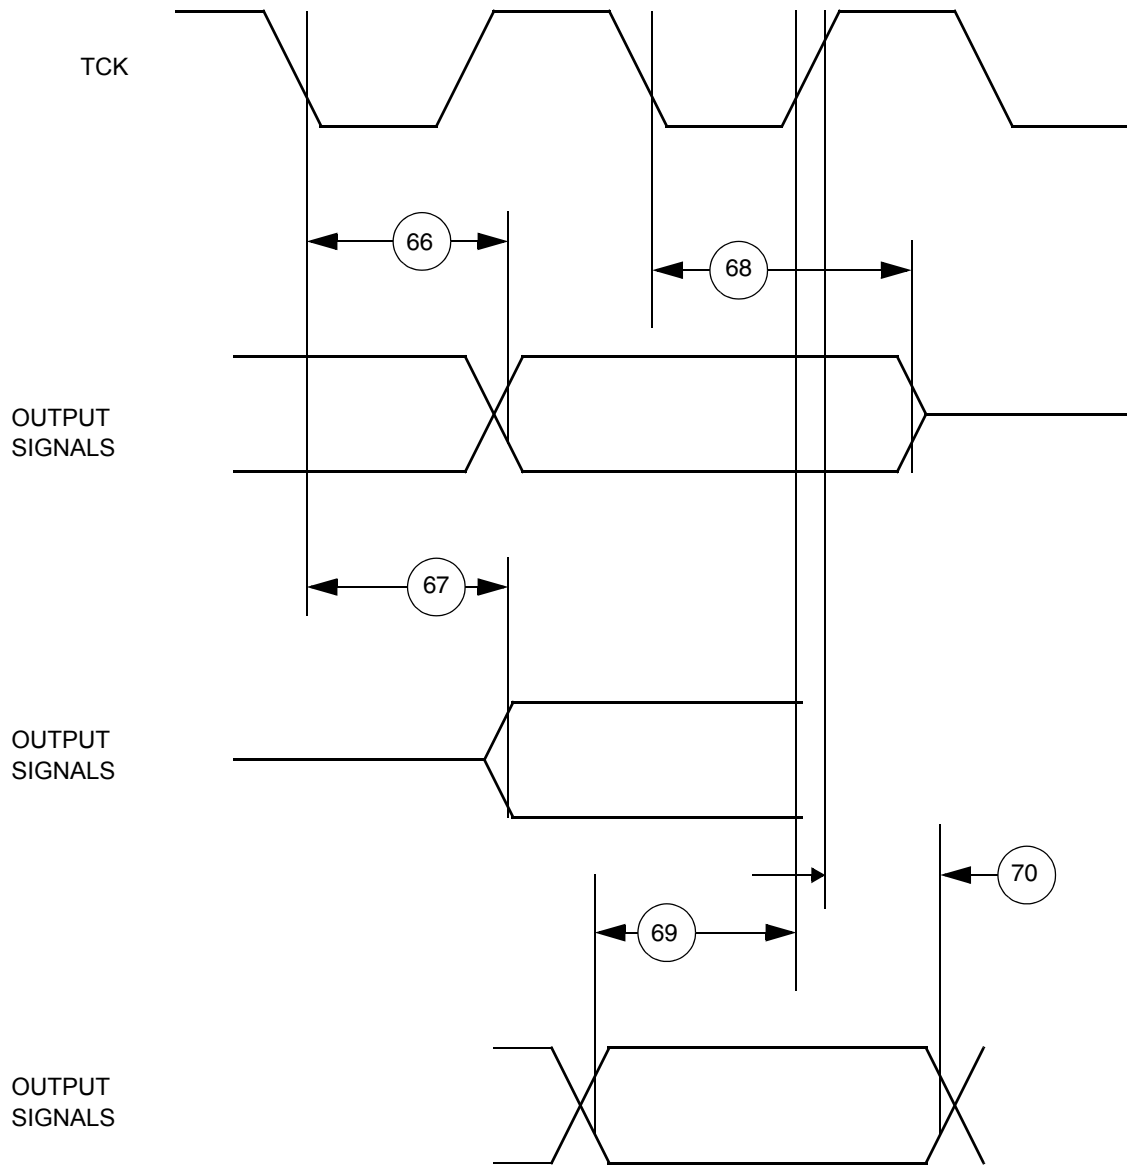 TCK
66
68
OUTPUT
SIGNALS
67
OUTPUT
SIGNALS
70
69
OUTPUT
SIGNALS